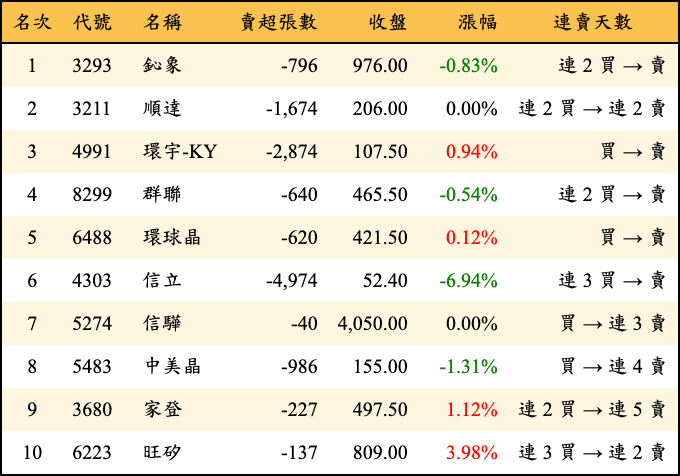 名次 代號 名稱 賣超張數 收盤 漲幅 連賣天數
1 3293 鈊象 -796 976.00 -0.83% 連 2 買 → 賣
2 3211 順達 -1,674 206.00 0.00% 連 2 買 → 連 2 賣
3 4991 環宇-KY -2,874 107.50 0.94% 買 → 賣
4 8299 群聯 -640 465.50 -0.54% 連 2 買 → 賣
5 6488 環球晶 -620 421.50 0.12% 買 → 賣
6 4303 信立 -4,974 52.40 -6.94% 連 3 買 → 賣
7 5274 信驊 -40 4,050.00 0.00% 買 → 連 3 賣
8 5483 中美晶 -986 155.00 -1.31% 買 → 連 4 賣
9 3680 家登 -227 497.50 1.12% 連 2 買 → 連 5 賣
10 6223 旺矽 -137 809.00 3.98% 連 3 買 → 連 2 賣